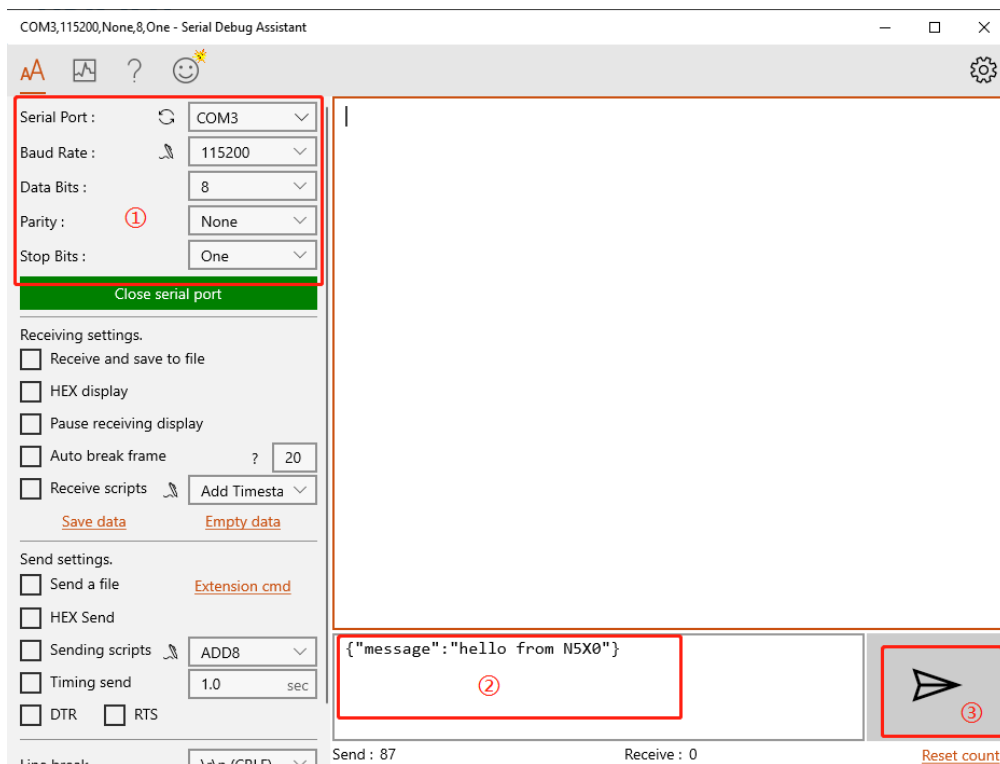 COM3,115200,None,8,One - Serial Debug Assistant
AA ?
Serial Port : COM3
Baud Rate : 115200
Data Bits : 8
Parity : ① None
Stop Bits : One
Close serial port
Receiving settings.
Receive and save to file
HEX display
Pause receiving display
Auto break frame ? 20
Receive scripts Add Timesta
Save data Empty data
Send settings.
Send a file Extension cmd
HEX Send
Sending scripts ADD8
Timing send 1.0 sec
DTR RTS
Line break \r\n (CRLF)
{"message":"hello from N5X0"}
②
③
Send : 87 Receive : 0 Reset count